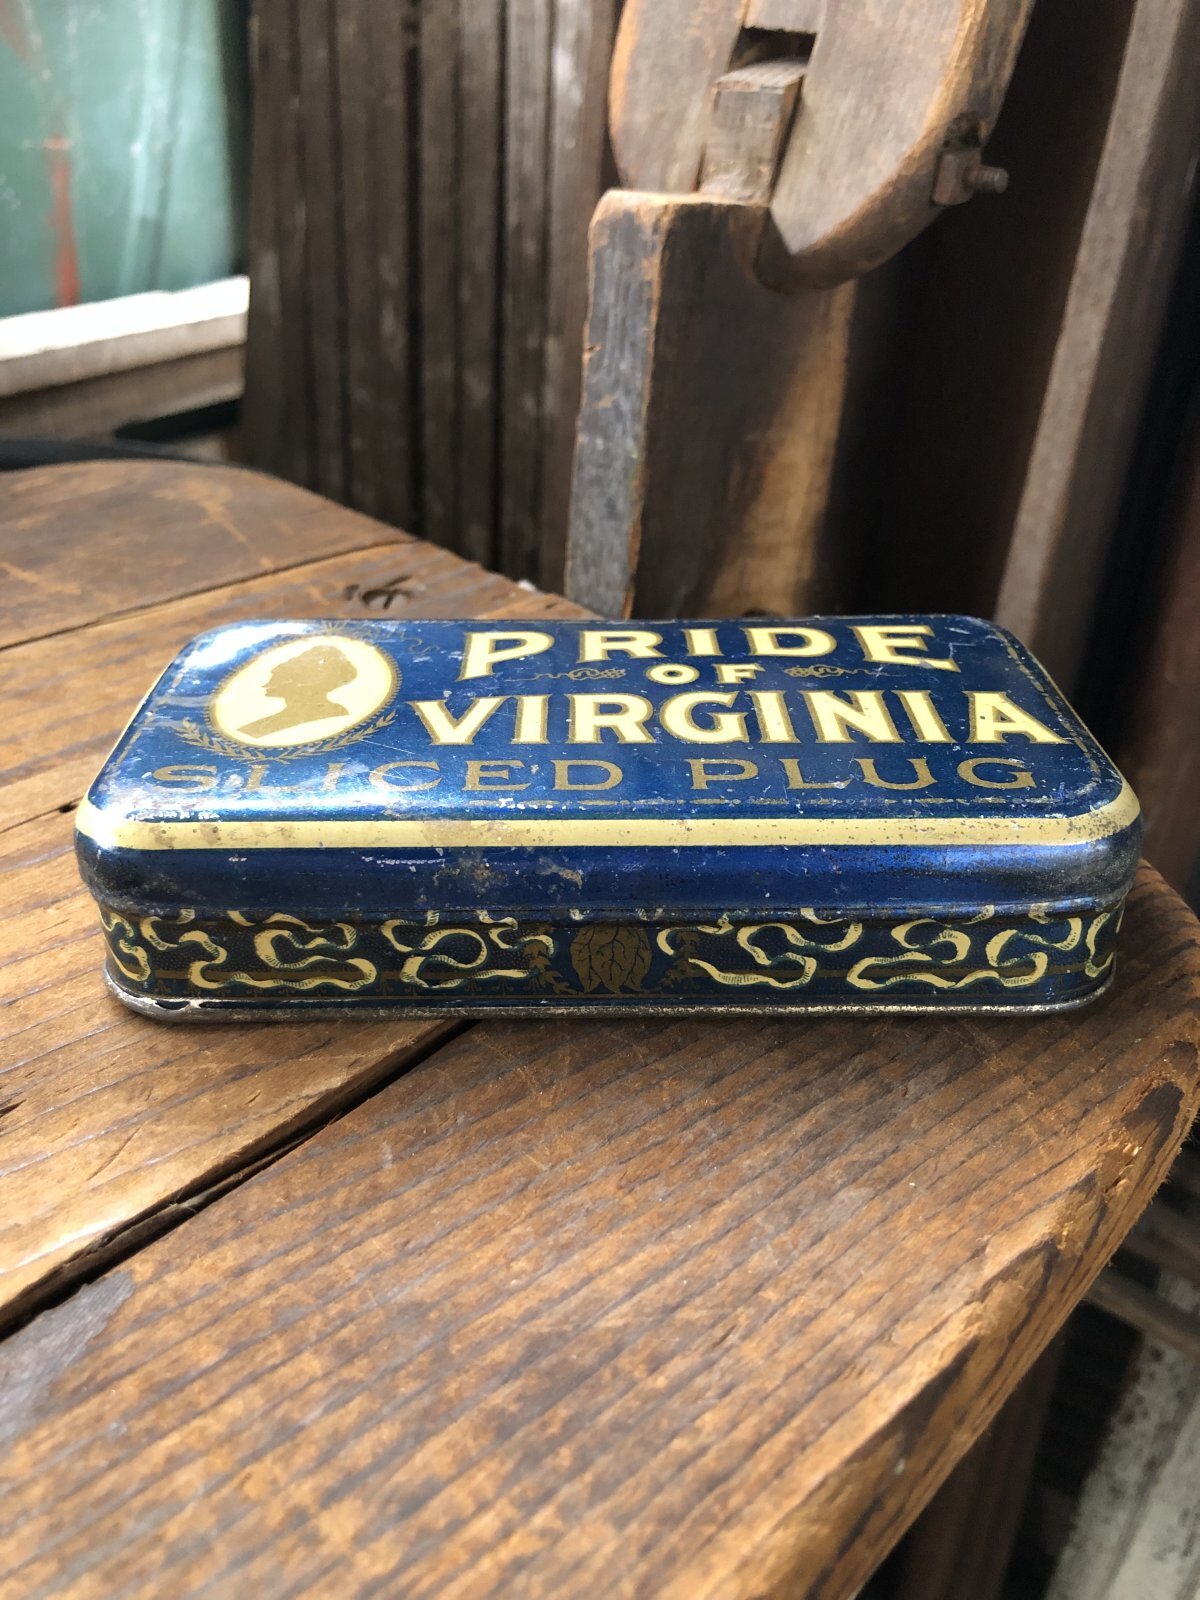 PRIDE
OF
VIRGINIA
SLICED PLUG